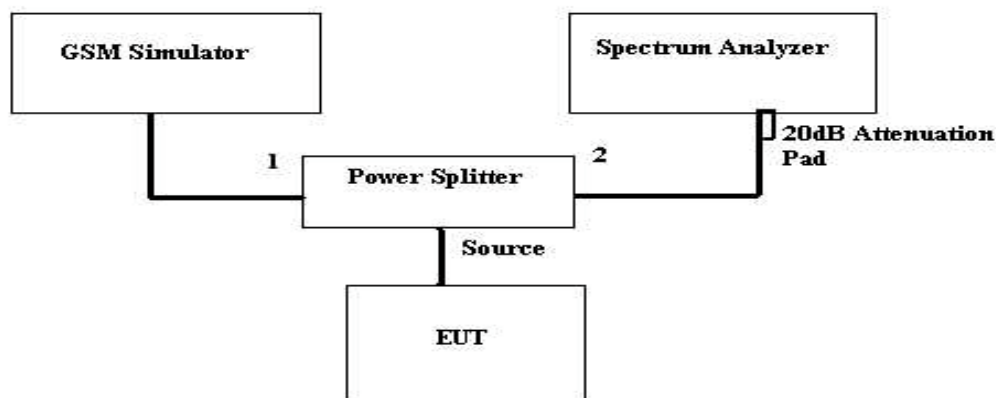 GSM Simulator
Spectrum Analyzer
20dB Attenuation
Pad
1
2
Power Splitter
Source
EUT